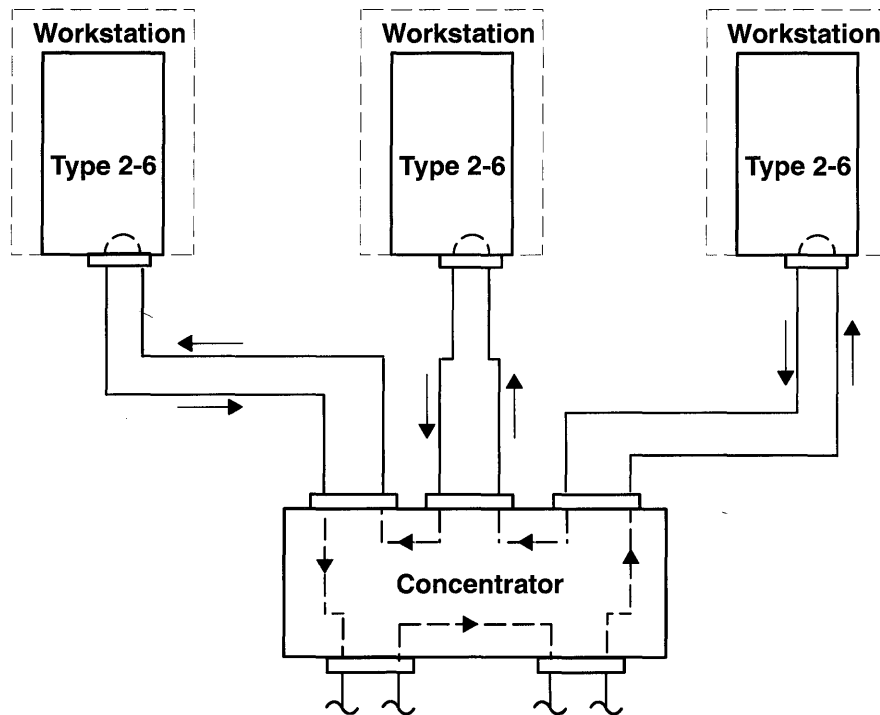 Workstation
Workstation
Workstation
Type 2-6
Type 2-6
Type 2-6
Concentrator